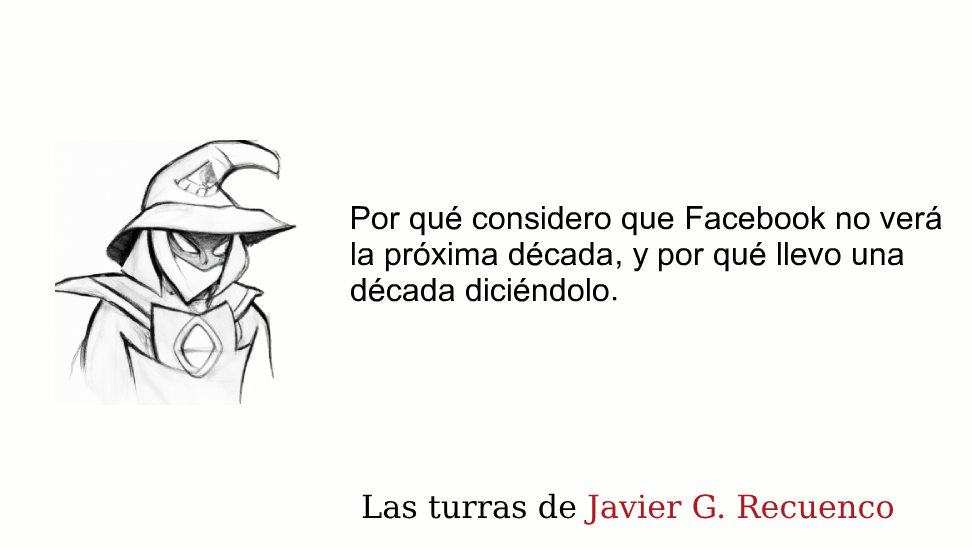 Por qué considero que Facebook no verá
la próxima década, y por qué llevo una
década diciéndolo.
Las turras de Javier G. Recuenco